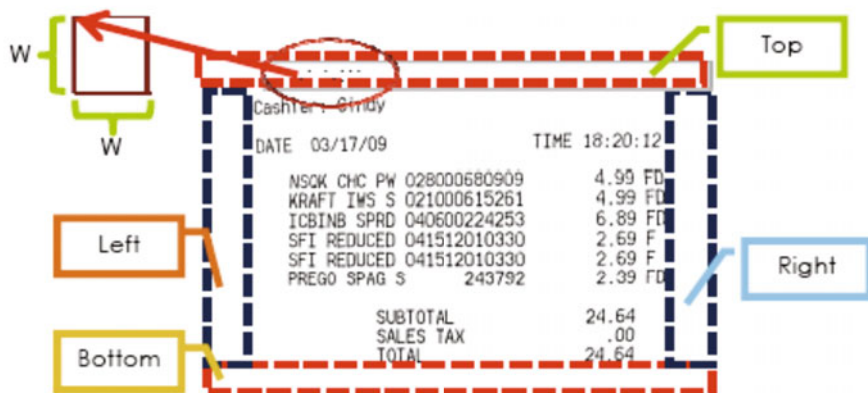 W
Top
W
Cashier: Cindy
DATE 03/17/09 TIME 18:20:12
NSQK CHC PW 028000680909 4.99 FD
KRAFT IWS S 021000615261 4.99 FD
ICBINB SPRD 040600224253 6.89 FD
SFI REDUCED 041512010330 2.69 F
SFI REDUCED 041512010330 2.69 F
PREGO SPAG S 243792 2.39 FD
Left
Right
SUBTOTAL 24.64
SALES TAX .00
TOTAL 24.64
Bottom